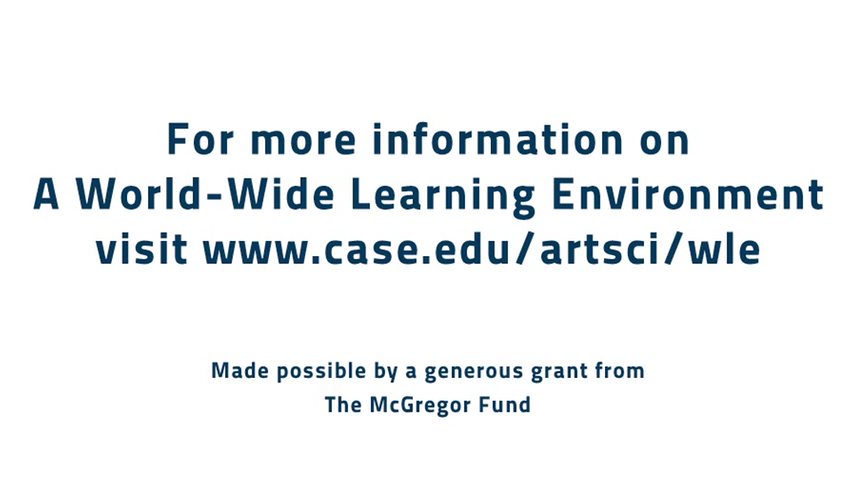 For more information on
A World-Wide Learning Environment
visit www.case.edu/artsci/wle
Made possible by a generous grant from
The McGregor Fund